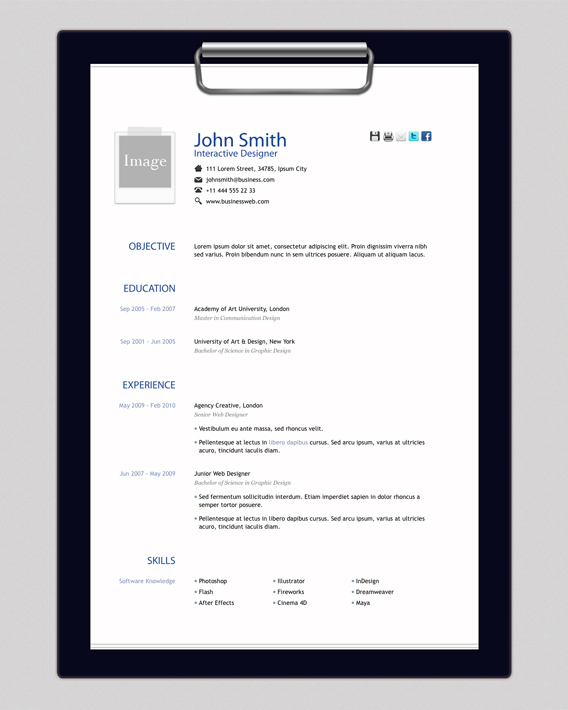 Image
John Smith
Interactive Designer
111 Lorem Street, 34785, Ipsum City
johnsmith@business.com
+11 444 555 22 33
www.businessweb.com
OBJECTIVE
Lorem ipsum dolor sit amet, consectetur adipiscing elit. Proin dignissim viverra nibh
sed varius. Proin bibendum nunc in sem ultrices posuere. Aliquam ut aliquam lacus.
EDUCATION
Sep 2005 - Feb 2007
Academy of Art University, London
Master in Communication Design
Sep 2001 - Jun 2005
University of Art & Design, New York
Bachelor of Science in Graphic Design
EXPERIENCE
May 2009 - Feb 2010
Agency Creative, London
Senior Web Designer
Vestibulum eu ante massa, sed rhoncus velit.
Pellentesque at lectus in libero dapibus cursus. Sed arcu ipsum, varius at ultricies
acuro, tincidunt iaculis diam.
Jun 2007 - May 2009
Junior Web Designer
Bachelor of Science in Graphic Design
Sed fermentum sollicitudin interdum. Etiam imperdiet sapien in dolor rhoncus a
semper tortor posuere.
Pellentesque at lectus in libero dapibus cursus. Sed arcu ipsum, varius at ultricies
acuro, tincidunt iaculis diam.
SKILLS
Software Knowledge
Photoshop
Illustrator
InDesign
Flash
Fireworks
Dreamweaver
After Effects
Cinema 4D
Maya